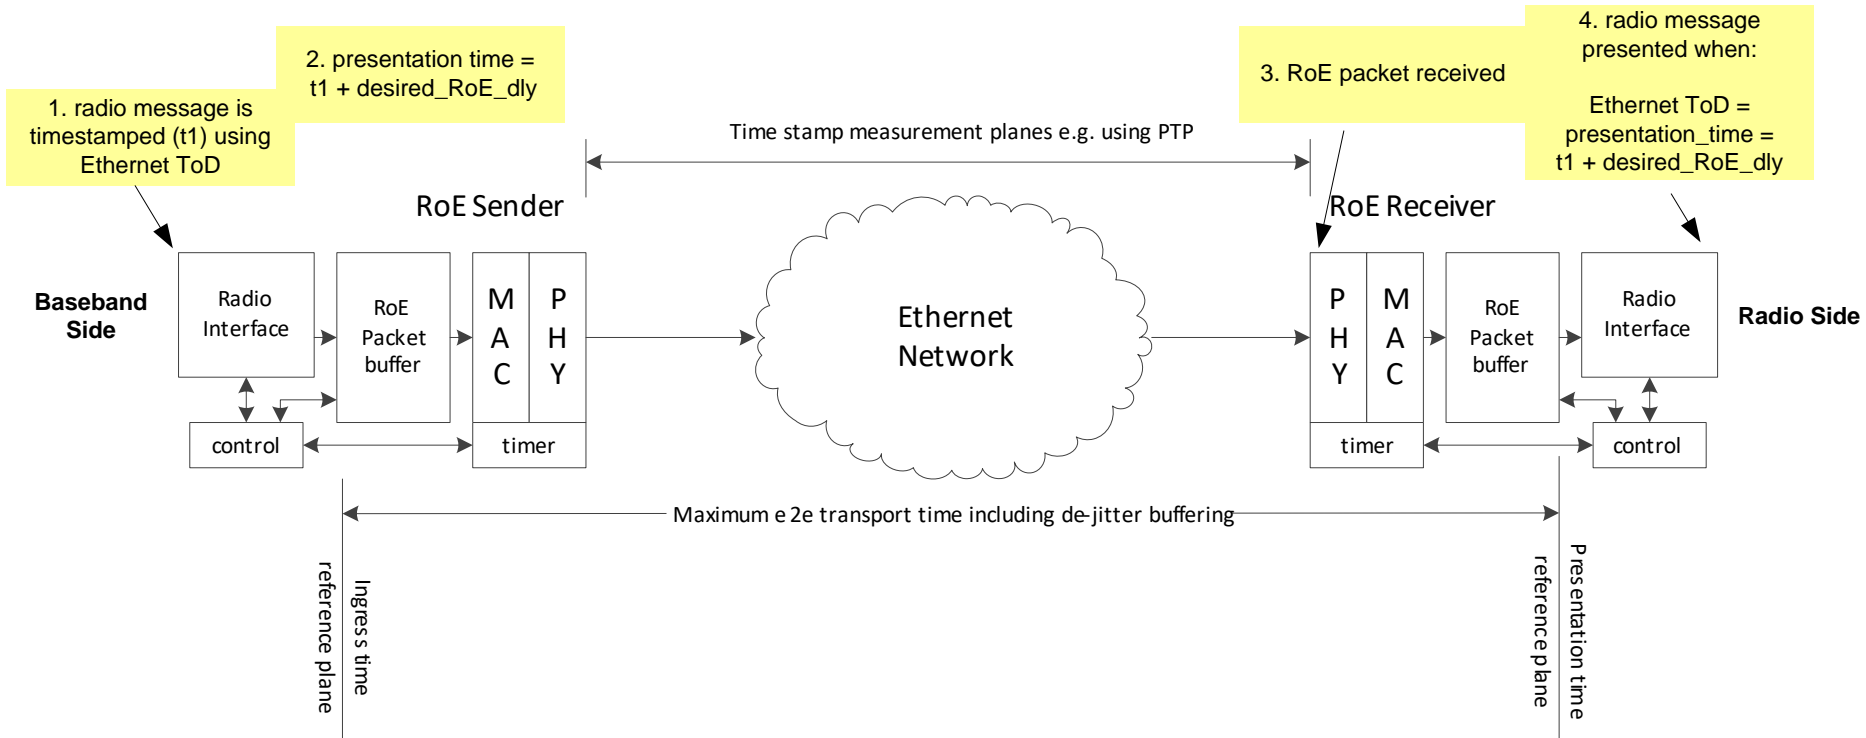 1. radio message is
timestamped (t1) using
Ethernet ToD
2. presentation time =
t1 + desired_RoE_dly
3. RoE packet received
4. radio message
presented when:
Ethernet ToD =
presentation_time =
t1 + desired_RoE_dly
Time stamp measurement planes e.g. using PTP
RoE Sender
RoE Receiver
Baseband
Side
Radio
Interface
RoE
Packet
buffer
M
A
C
P
H
Y
control
timer
Ethernet
Network
P
H
Y
M
A
C
RoE
Packet
buffer
Radio
Interface
Radio Side
timer
control
Maximum e2e transport time including de-jitter buffering
Ingress time
reference plane
Presentation time
reference plane